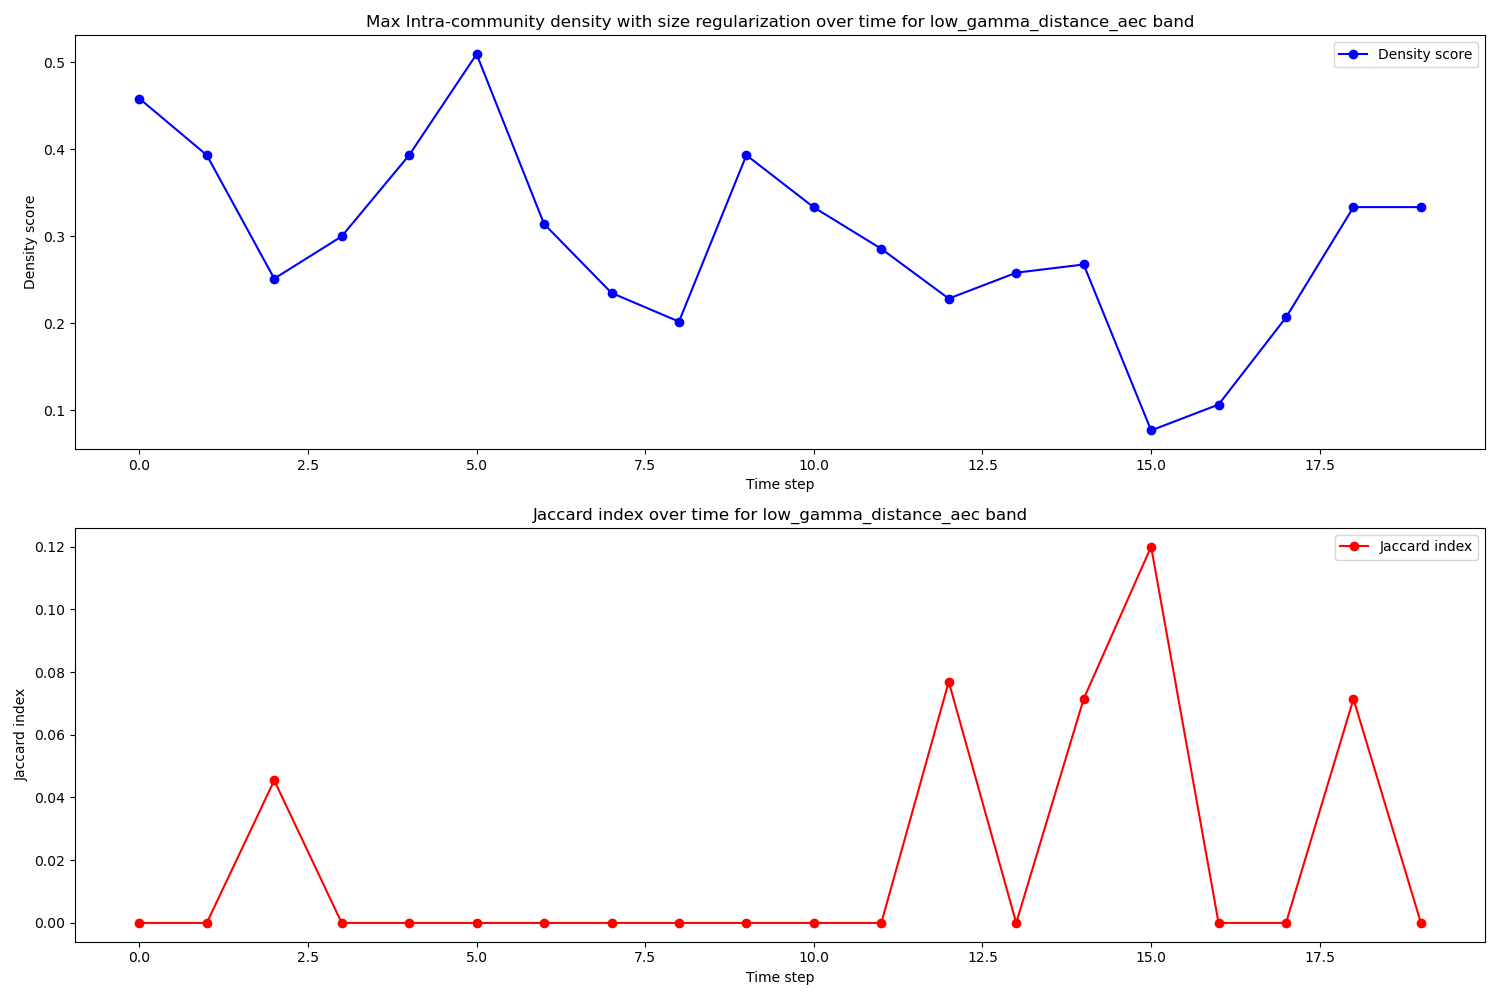 Max Intra-community density with size regularization over time for low_gamma_distance_aec band
Density score
0.5
0.4
0.3
0.2
0.1
Density score
0.0 2.5 5.0 7.5 10.0 12.5 15.0 17.5
Time step
Jaccard index over time for low_gamma_distance_aec band
Jaccard index
0.12
0.10
0.08
0.06
0.04
0.02
0.00
Jaccard index
0.0 2.5 5.0 7.5 10.0 12.5 15.0 17.5
Time step